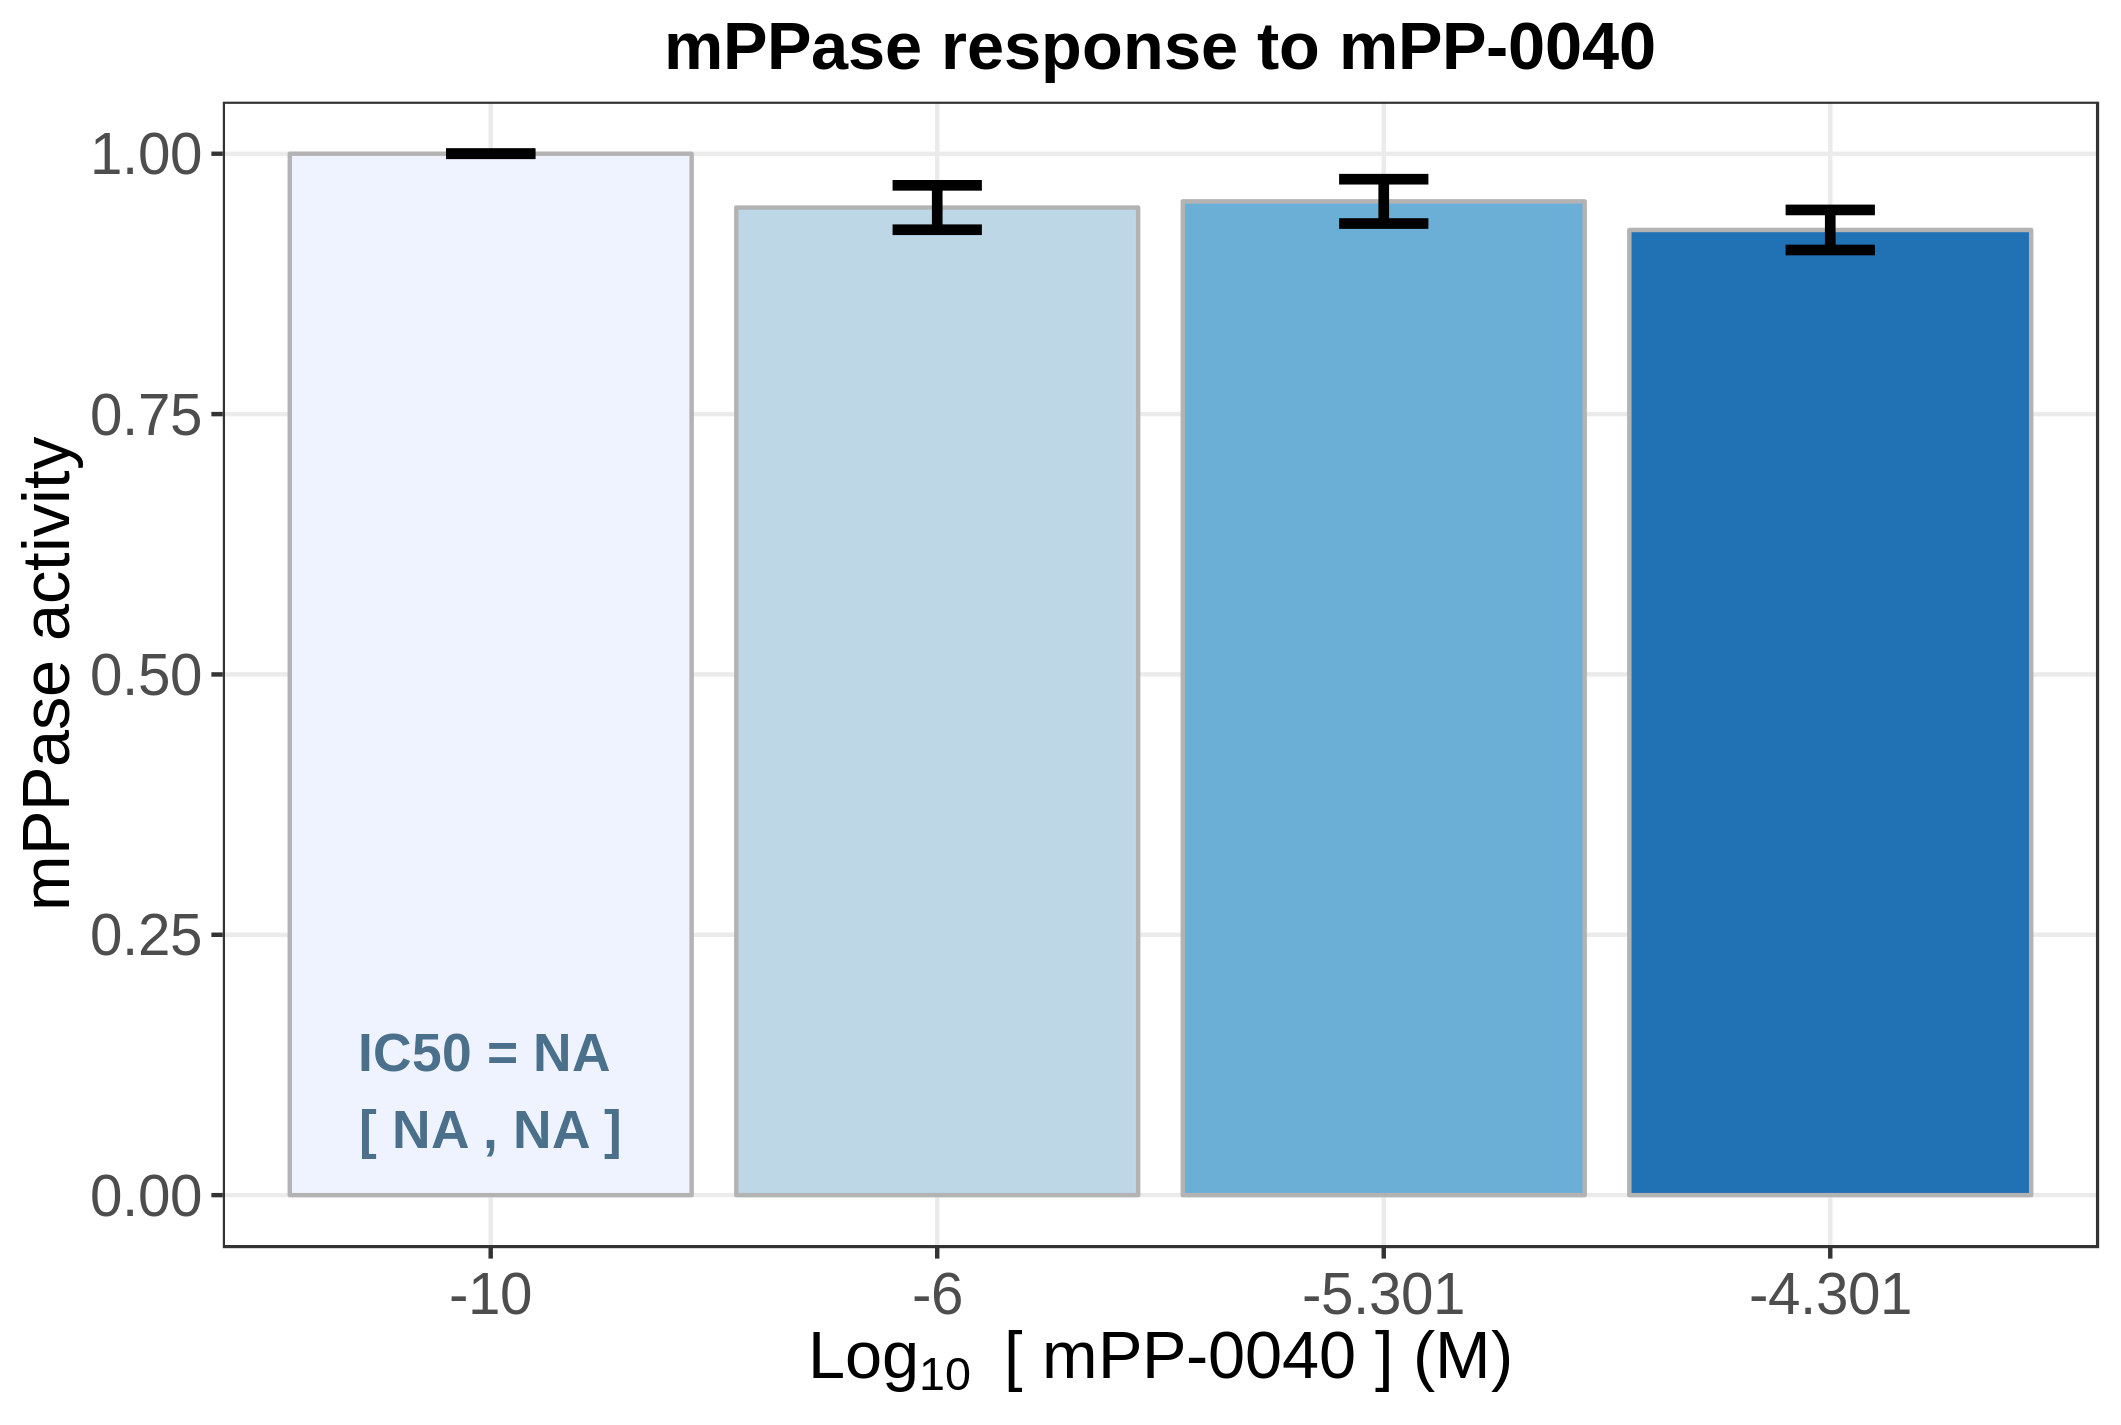 mPPase response to mPP-0040
mPPase activity
1.00
0.75
0.50
0.25
0.00
IC50 = NA
[ NA , NA ]
-10
-6
-5.301
-4.301
Log10 [ mPP-0040 ] (M)